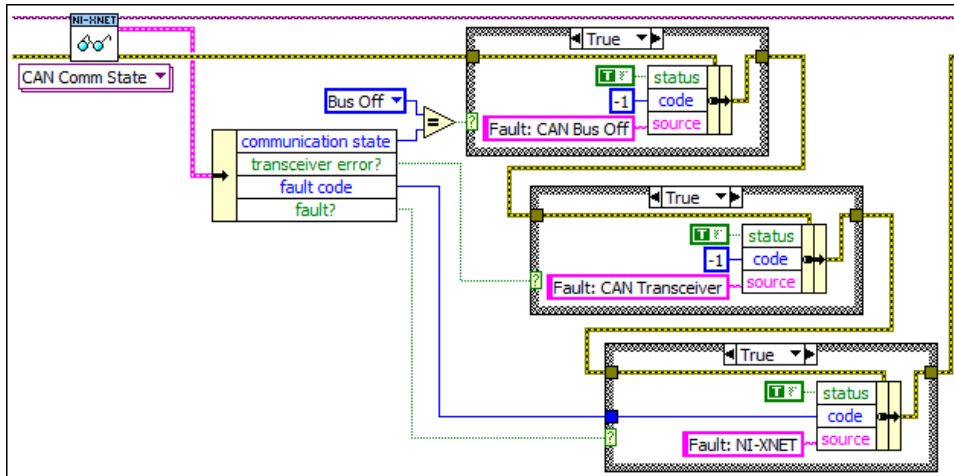 NI-XNET
CAN Comm State
True
T F
status
-1
code
Fault: CAN Bus Off
source
Bus Off
=
?
communication state
transceiver error?
fault code
fault?
True
T F
status
-1
code
Fault: CAN Transceiver
source
?
True
T F
status
code
Fault: NI-XNET
source
?